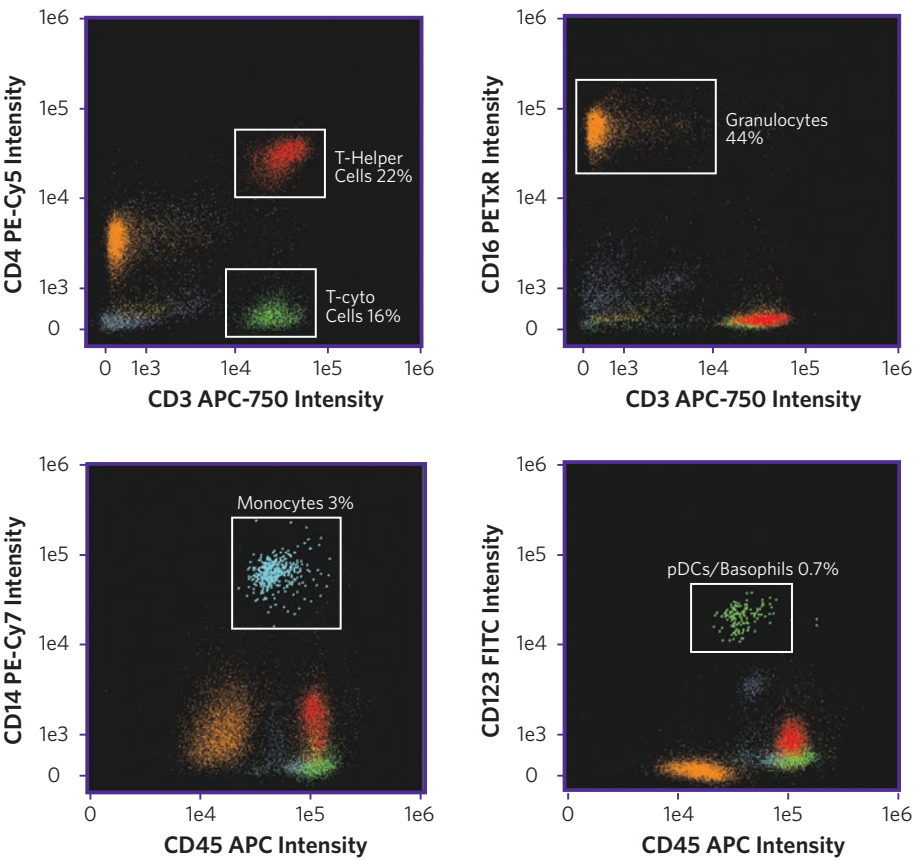 1e6
1e5
1e4
1e3
0
CD4 PE-Cy5 Intensity
T-Helper
Cells 22%
T-cyto
Cells 16%
0 1e3 1e4 1e5 1e6
CD3 APC-750 Intensity
1e6
1e5
1e4
1e3
0
CD16 PETxR Intensity
Granulocytes
44%
0 1e3 1e4 1e5 1e6
CD3 APC-750 Intensity
1e6
1e5
1e4
1e3
0
CD14 PE-Cy7 Intensity
Monocytes 3%
0 1e4 1e5 1e6
CD45 APC Intensity
1e6
1e5
1e4
1e3
0
CD123 FITC Intensity
pDCs/Basophils 0.7%
0 1e4 1e5 1e6
CD45 APC Intensity